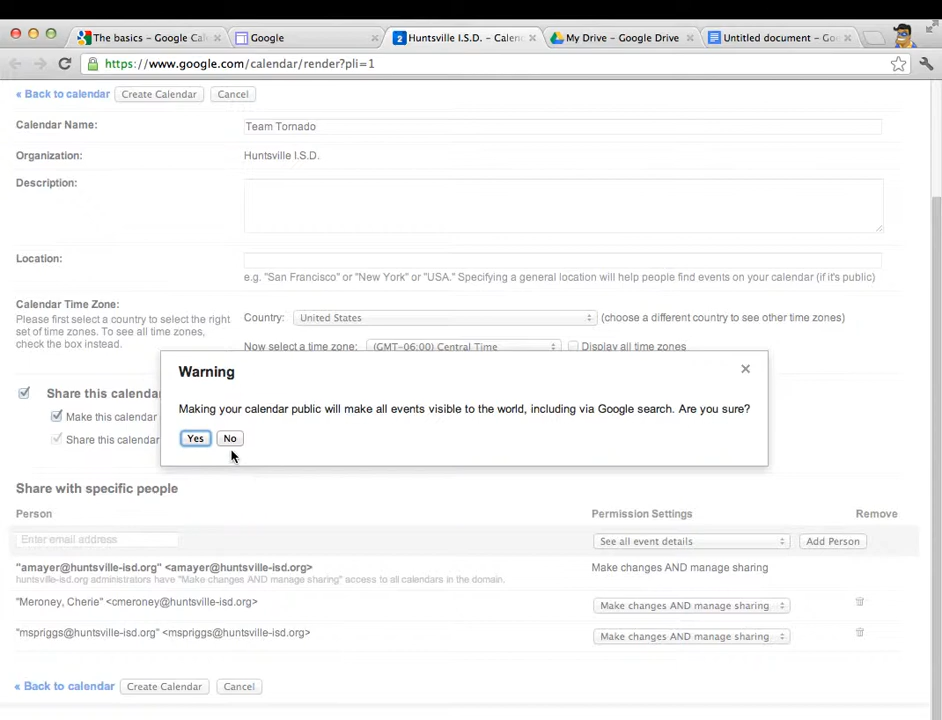 The basics – Google Cal
Google
Huntsville I.S.D. – Calend
My Drive – Google Drive
Untitled document – Go
https://www.google.com/calendar/render?pli=1
« Back to calendar Create Calendar Cancel
Calendar Name: Team Tornado
Organization: Huntsville I.S.D.
Description:
Location:
e.g. "San Francisco" or "New York" or "USA." Specifying a general location will help people find events on your calendar (if it's public)
Calendar Time Zone:
Please first select a country to select the right
set of time zones. To see all time zones,
check the box instead.
Country: United States (choose a different country to see other time zones)
Now select a time zone: (GMT-06:00) Central Time Display all time zones
Share this calenda
Make this calendar
Share this calendar
Warning
Making your calendar public will make all events visible to the world, including via Google search. Are you sure?
Yes No
Share with specific people
Person Permission Settings Remove
Enter email address See all event details Add Person
"amayer@huntsville-isd.org" <amayer@huntsville-isd.org> Make changes AND manage sharing
huntsville-isd.org administrators have "Make changes AND manage sharing" access to all calendars in the domain.
"Meroney, Cherie" <cmeroney@huntsville-isd.org> Make changes AND manage sharing
"mspriggs@huntsville-isd.org" <mspriggs@huntsville-isd.org> Make changes AND manage sharing
« Back to calendar Create Calendar Cancel